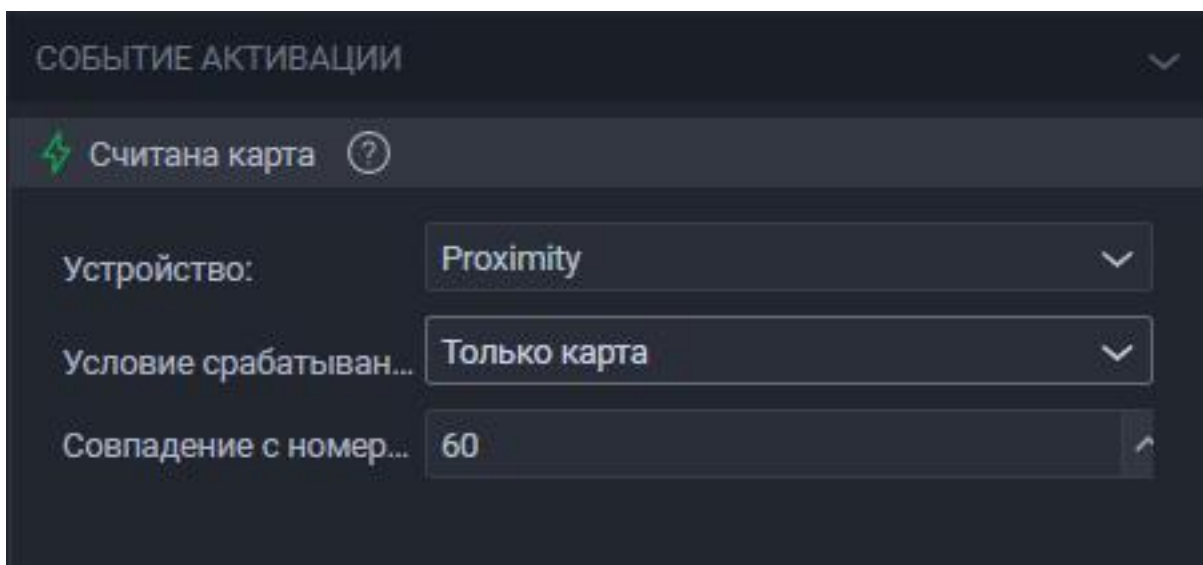 СОБЫТИЕ АКТИВАЦИИ
Считана карта ?
Устройство: Proximity
Условие срабатыван... Только карта
Совпадение с номер... 60